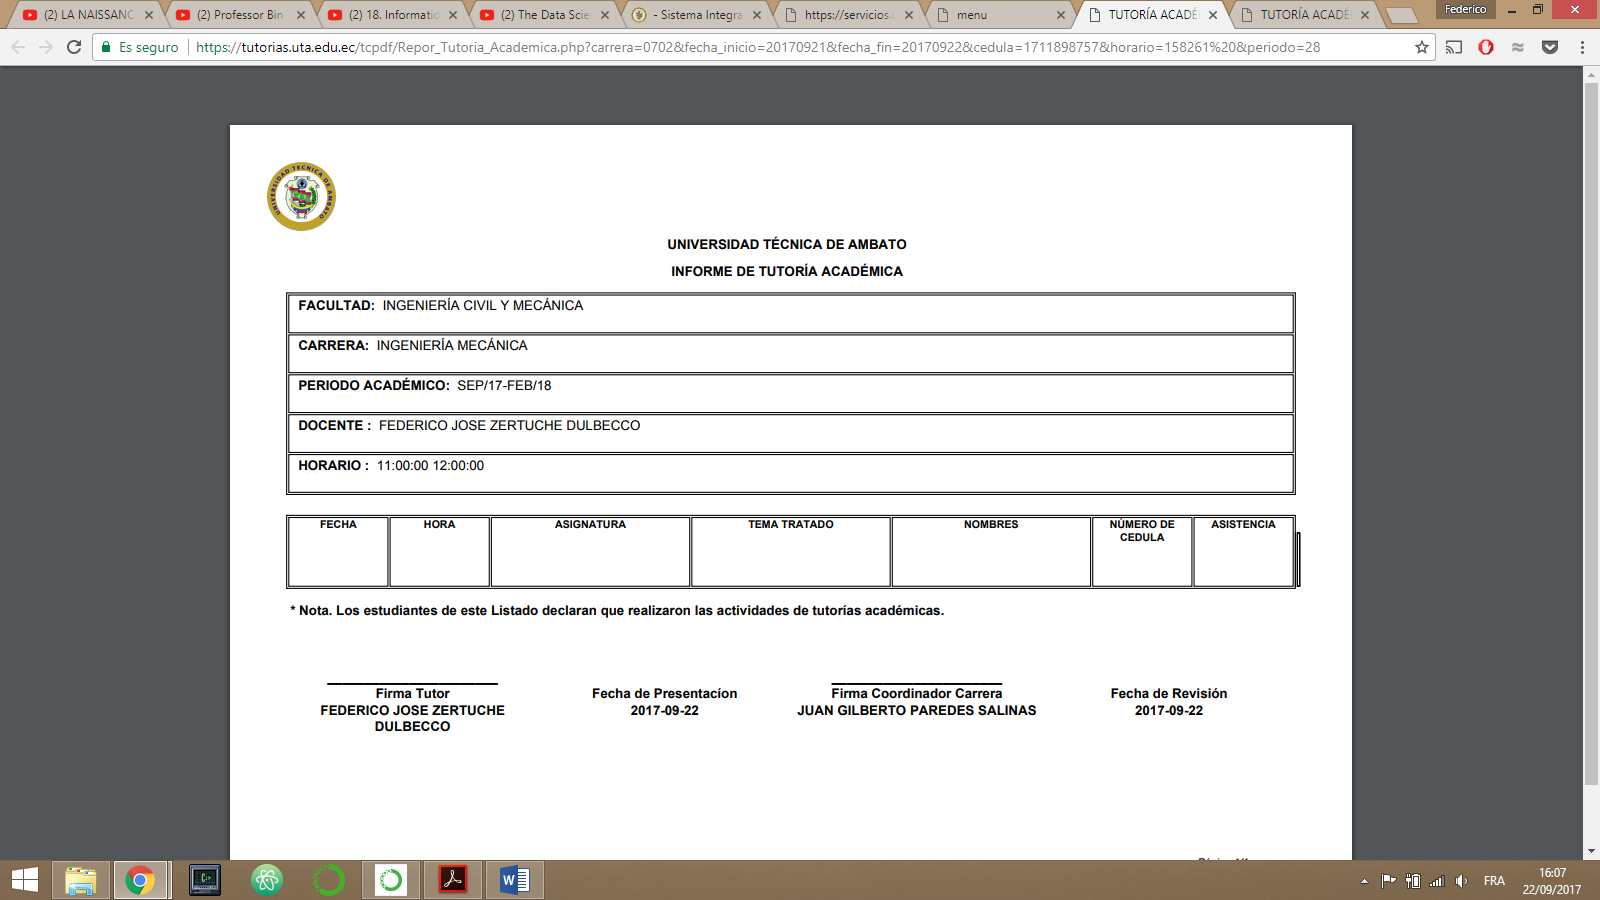 (2) LA NAISSANC
(2) Professor Bin
(2) 18. Informatio
(2) The Data Scie
- Sistema Integra
https://servicios.
menu
TUTORÍA ACADÉ
TUTORÍA ACADÉ
Federico
Es seguro
https://tutorias.uta.edu.ec/tcpdf/Repor_Tutoria_Academica.php?carrera=0702&fecha_inicio=20170921&fecha_fin=20170922&cedula=1711898757&horario=158261%20&periodo=28
UNIVERSIDAD TECNICA DE AMBATO
UNIVERSIDAD TÉCNICA DE AMBATO
INFORME DE TUTORÍA ACADÉMICA
FACULTAD: INGENIERÍA CIVIL Y MECÁNICA
CARRERA: INGENIERÍA MECÁNICA
PERIODO ACADÉMICO: SEP/17-FEB/18
DOCENTE : FEDERICO JOSE ZERTUCHE DULBECCO
HORARIO : 11:00:00 12:00:00
FECHA HORA ASIGNATURA TEMA TRATADO NOMBRES NÚMERO DE ASISTENCIA
CEDULA
* Nota. Los estudiantes de este Listado declaran que realizaron las actividades de tutorías académicas.
Firma Tutor Fecha de Presentacíon Firma Coordinador Carrera Fecha de Revisión
FEDERICO JOSE ZERTUCHE 2017-09-22 JUAN GILBERTO PAREDES SALINAS 2017-09-22
DULBECCO
FRA
16:07
22/09/2017